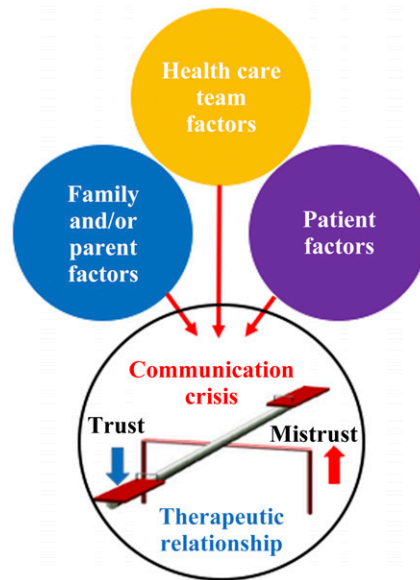 Health care
team
factors
Family
and/or
parent
factors
Patient
factors
Communication
crisis
Trust
Mistrust
Therapeutic
relationship